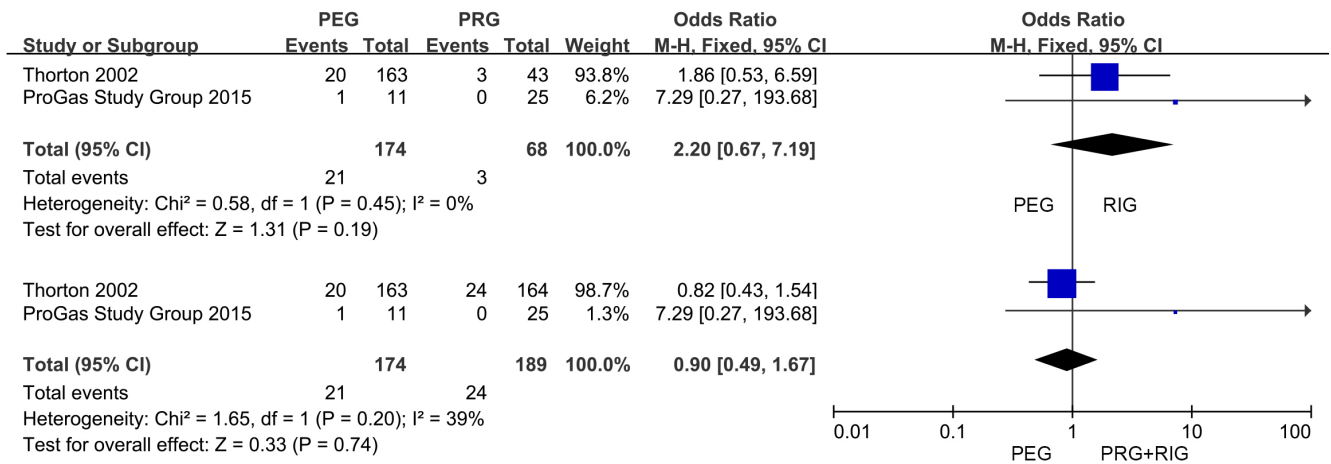 PEG PRG Odds Ratio Odds Ratio
Study or Subgroup Events Total Events Total Weight M-H, Fixed, 95% CI M-H, Fixed, 95% CI
Thorton 2002 20 163 3 43 93.8% 1.86 [0.53, 6.59]
ProGas Study Group 2015 1 11 0 25 6.2% 7.29 [0.27, 193.68]
Total (95% CI) 174 68 100.0% 2.20 [0.67, 7.19]
Total events 21 3
Heterogeneity: Chi² = 0.58, df = 1 (P = 0.45); I² = 0%
PEG RIG
Test for overall effect: Z = 1.31 (P = 0.19)
Thorton 2002 20 163 24 164 98.7% 0.82 [0.43, 1.54]
ProGas Study Group 2015 1 11 0 25 1.3% 7.29 [0.27, 193.68]
Total (95% CI) 174 189 100.0% 0.90 [0.49, 1.67]
Total events 21 24
Heterogeneity: Chi² = 1.65, df = 1 (P = 0.20); I² = 39%
0.01 0.1 1 10 100
Test for overall effect: Z = 0.33 (P = 0.74)
PEG PRG+RIG